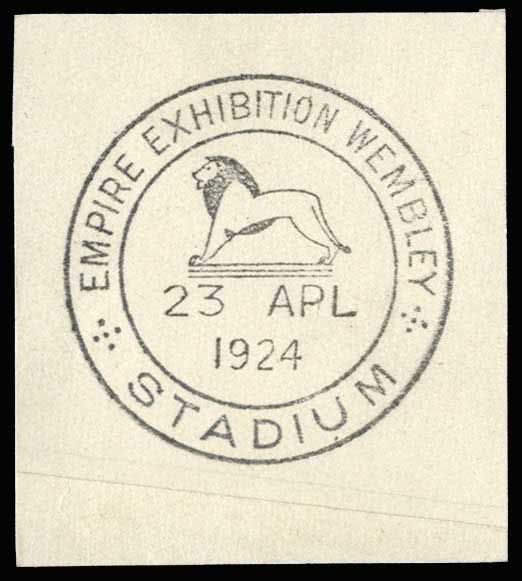 EMPIRE EXHIBITION WEMBLEY
23 APL
1924
STADIUM